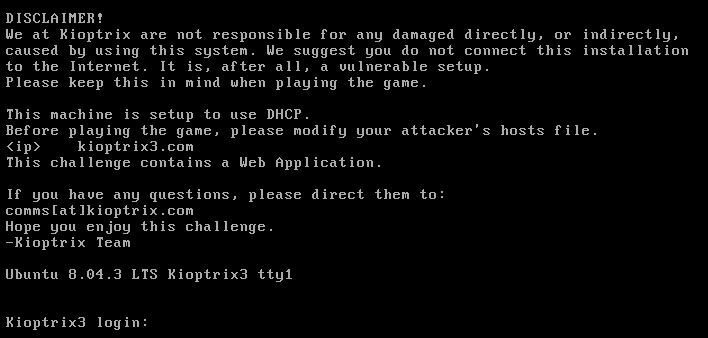 DISCLAIMER!
We at Kioptrix are not responsible for any damaged directly, or indirectly,
caused by using this system. We suggest you do not connect this installation
to the Internet. It is, after all, a vulnerable setup.
Please keep this in mind when playing the game.
This machine is setup to use DHCP.
Before playing the game, please modify your attacker's hosts file.
<ip>    kioptrix3.com
This challenge contains a Web Application.
If you have any questions, please direct them to:
comms[at]kioptrix.com
Hope you enjoy this challenge.
-Kioptrix Team
Ubuntu 8.04.3 LTS Kioptrix3 tty1
Kioptrix3 login: